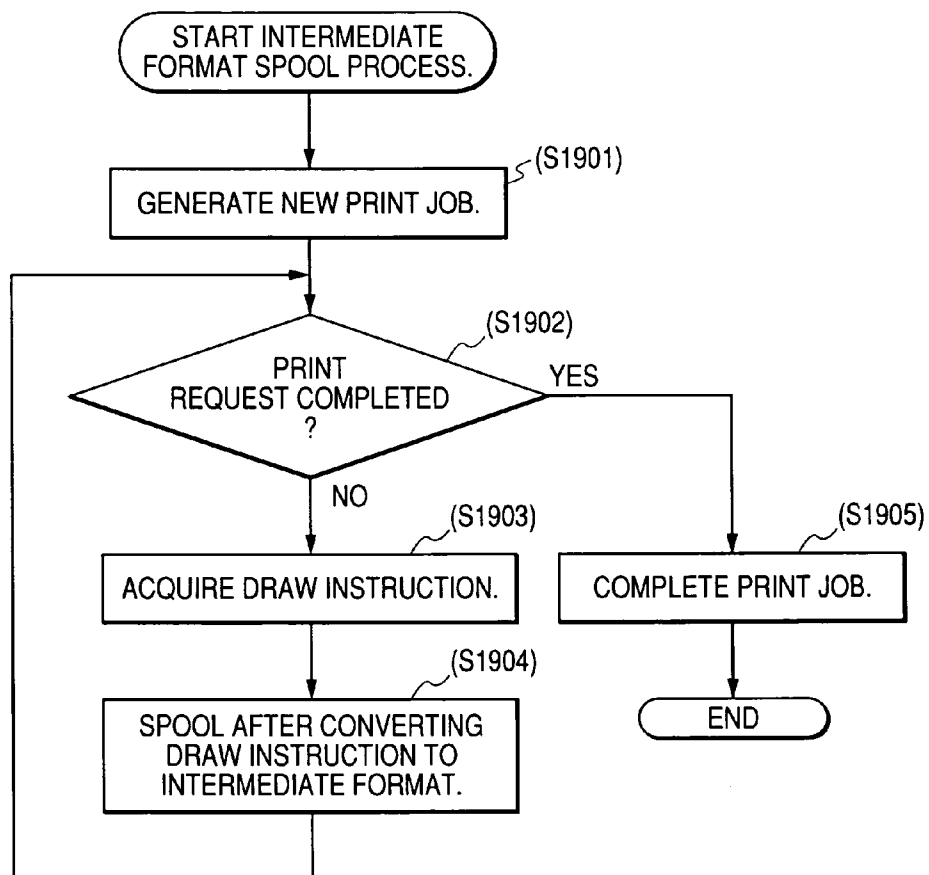 START INTERMEDIATE
FORMAT SPOOL PROCESS.
(S1901)
GENERATE NEW PRINT JOB.
(S1902)
PRINT
REQUEST COMPLETED
?
YES
NO
(S1903)
ACQUIRE DRAW INSTRUCTION.
(S1905)
COMPLETE PRINT JOB.
(S1904)
SPOOL AFTER CONVERTING
DRAW INSTRUCTION TO
INTERMEDIATE FORMAT.
END